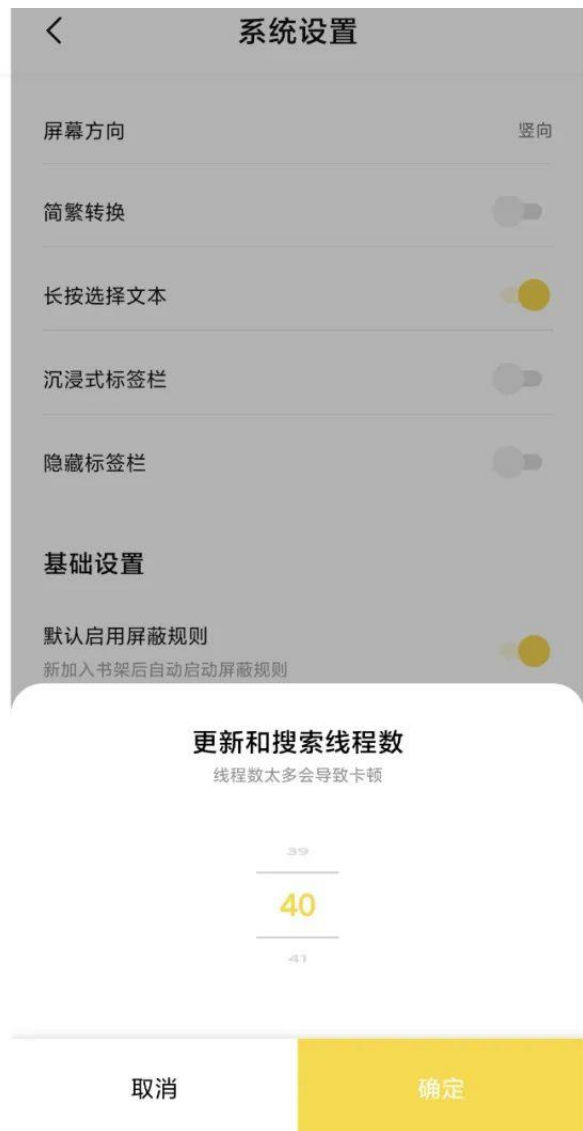 系统设置
屏幕方向 竖向
简繁转换
长按选择文本
沉浸式标签栏
隐藏标签栏
基础设置
默认启用屏蔽规则
新加入书架后自动启动屏蔽规则
更新和搜索线程数
线程数太多会导致卡顿
39
40
41
取消 确定